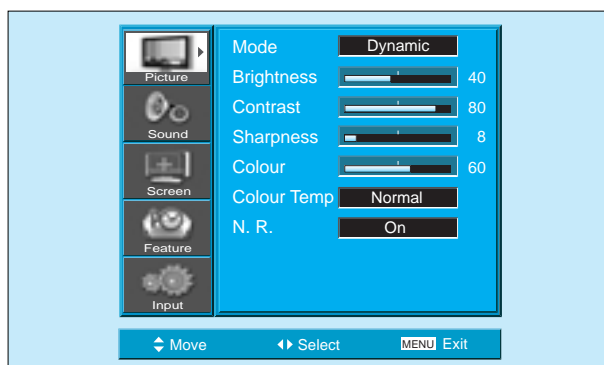 Picture
Sound
Screen
Feature
Input
Mode Dynamic
Brightness 40
Contrast 80
Sharpness 8
Colour 60
Colour Temp Normal
N. R. On
Move Select MENU Exit